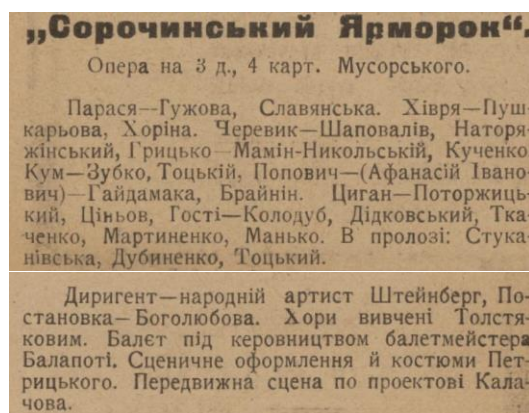 „Сорочинський Ярморок“.
Опера на 3 д., 4 карт. Мусорського.
Парася—Гужова, Славянська. Хівря—Пуш-
карьова, Хоріна. Черевик—Шаповалів, Наторя-
жінський, Грицько—Мамін-Никольській, Кученко
Кум—Зубко, Тоцькій, Попович—(Афанасій Івано-
вич)—Гайдамака, Брайнін. Циган—Поторжиць-
кий, Ціньов, Гості—Колодуб, Дідковський, Тка-
ченко, Мартиненко, Манько. В пролозі: Стука-
нівська, Дубиненко, Тоцький.
Диригент—народній артист Штейнберг, По-
становка—Боголюбова. Хори вивчені Толстя-
ковим. Балєт під керовництвом балетмейстера
Балапоті. Сценичне оформлення й костюми Пет-
рицького. Передвижна сцена по проектові Кала-
чова.